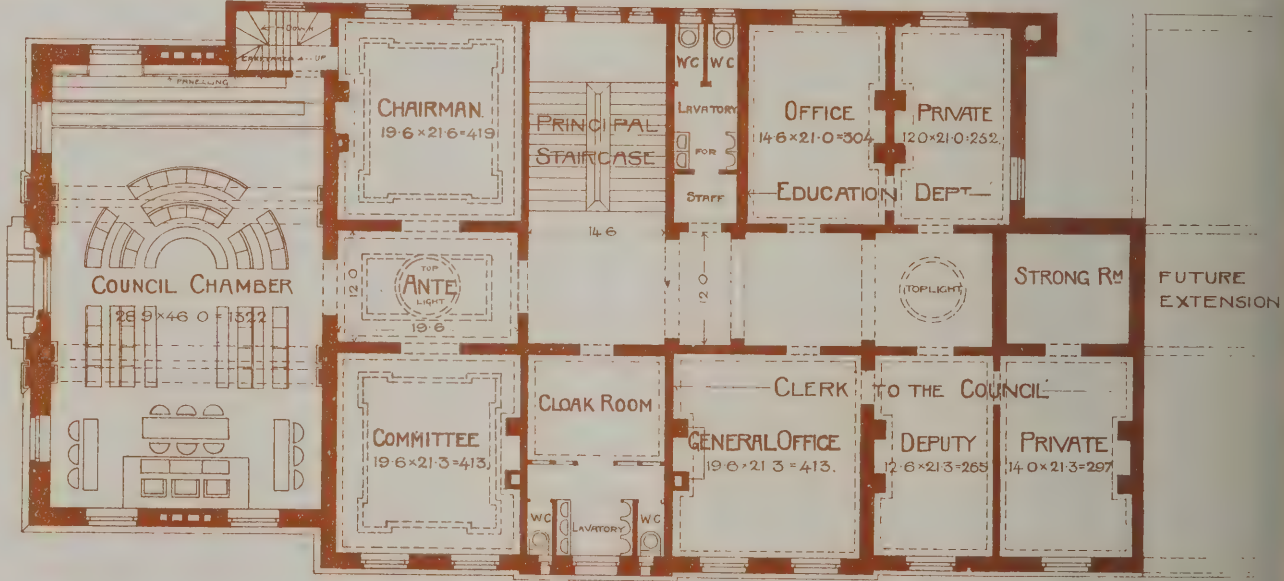 DOWN
UP
PANELLING
COUNCIL CHAMBER
28·9×46·0=1322
CHAIRMAN.
19·6×21·6=419
TOP
ANTE
LIGHT
12·0
19·6
COMMITTEE
19·6×21·3=413.
PRINCIPAL
STAIRCASE
14·6
CLOAK ROOM
WC
LAVATORY
WC
WC
WC
LAVATORY
FOR
STAFF
12·0
OFFICE
14·6×21·0=304
PRIVATE
12·0×21·0=252
EDUCATION DEPT
TOPLIGHT
STRONG RM
FUTURE
EXTENSION
CLERK TO THE COUNCIL
GENERAL OFFICE
19·6×21·3=413.
DEPUTY
12·6×21·3=265
PRIVATE
14·0×21·3=297